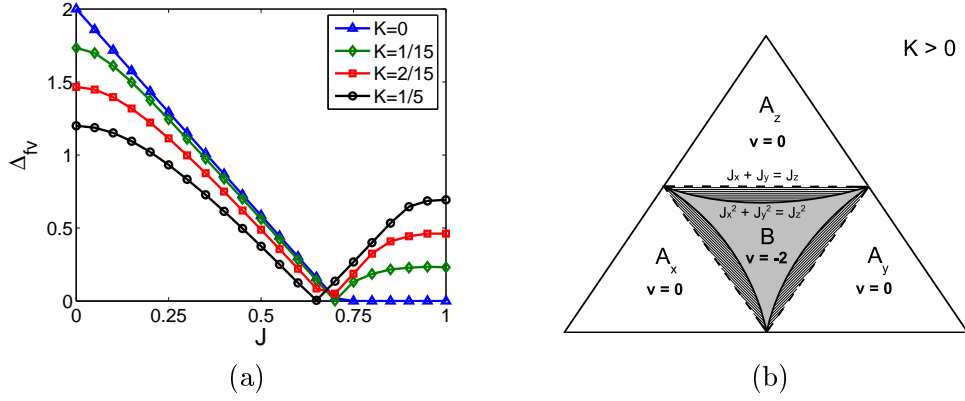 2
1.5
1
0.5
0
Δfv
0
0.25
0.5
0.75
1
J
K=0
K=1/15
K=2/15
K=1/5
(a)
K > 0
Az
v = 0
Jx + Jy = Jz
Jx² + Jy² = Jz²
B
v = -2
Ax
v = 0
Ay
v = 0
(b)